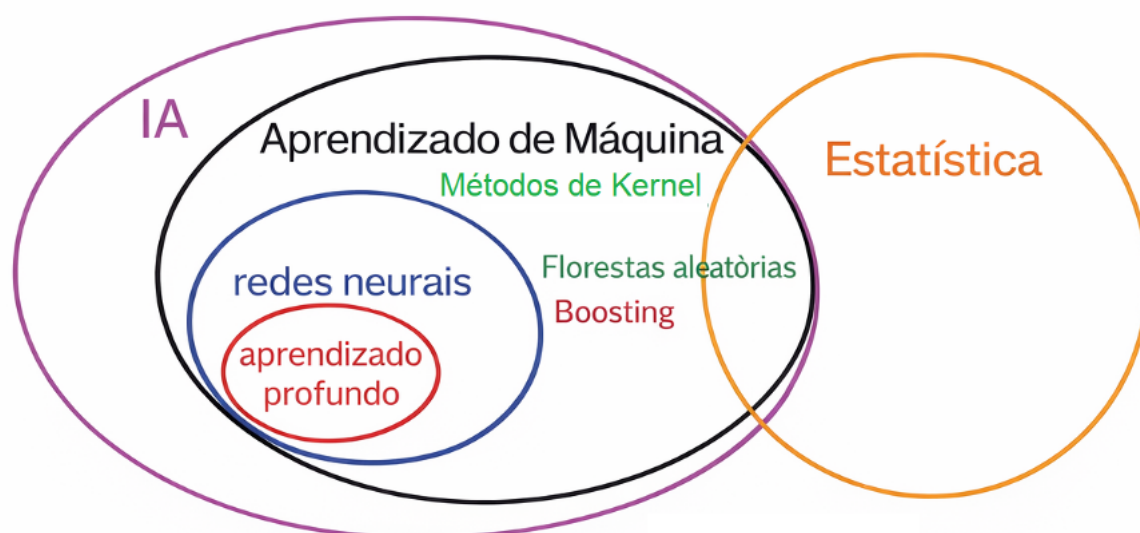 IA
Aprendizado de Máquina
Métodos de Kernel
Estatística
redes neurais
Florestas aleatòrias
Boosting
aprendizado
profundo